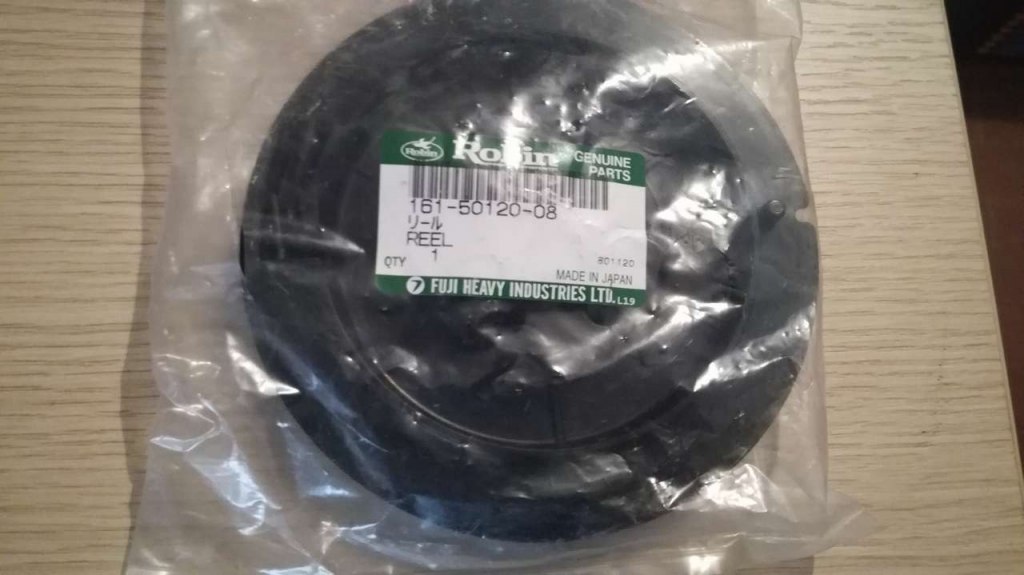 Robin Robin GENUINE
PARTS
161-50120-08
リール
REEL
1
QTY 801120
MADE IN JAPAN
FUJI HEAVY INDUSTRIES LTD. L19